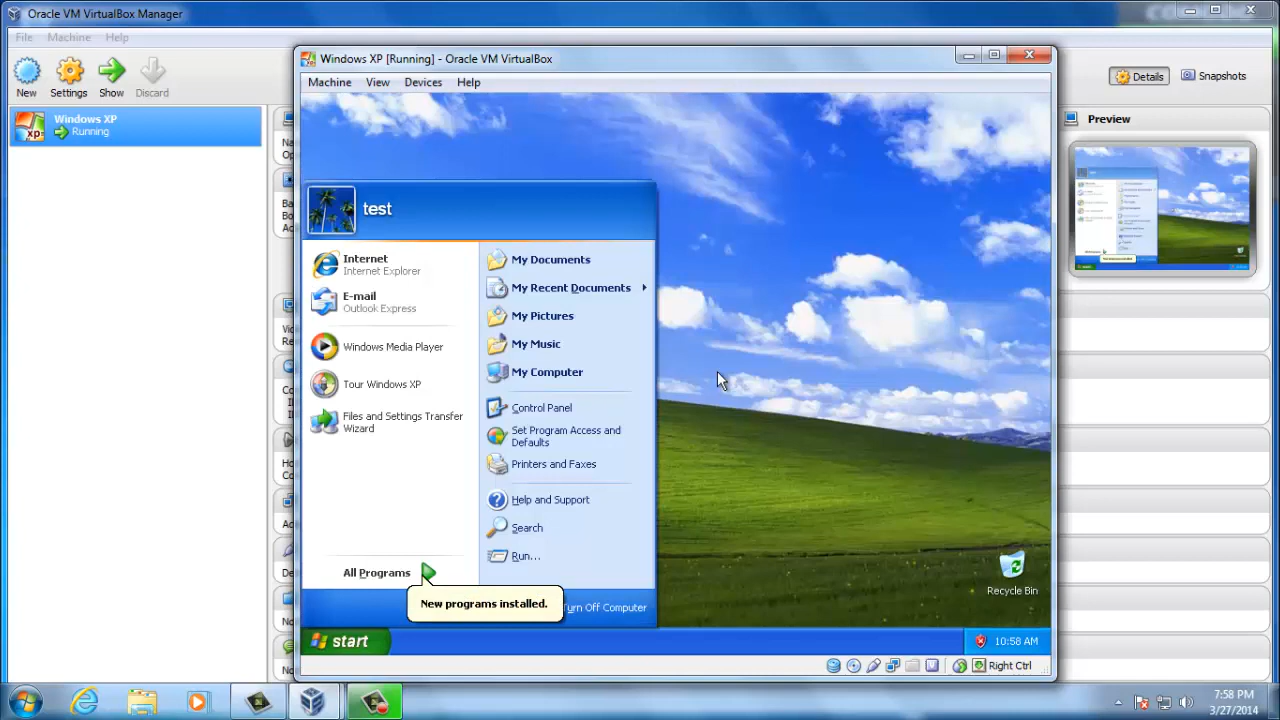 Oracle VM VirtualBox Manager
File Machine Help
New Settings Show Discard
Details Snapshots
Windows XP
Running
Preview
Windows XP [Running] - Oracle VM VirtualBox
Machine View Devices Help
test
Internet
Internet Explorer
E-mail
Outlook Express
Windows Media Player
Tour Windows XP
Files and Settings Transfer
Wizard
All Programs
My Documents
My Recent Documents
My Pictures
My Music
My Computer
Control Panel
Set Program Access and
Defaults
Printers and Faxes
Help and Support
Search
Run...
New programs installed.
Turn Off Computer
Recycle Bin
start
10:58 AM
Right Ctrl
7:58 PM
3/27/2014